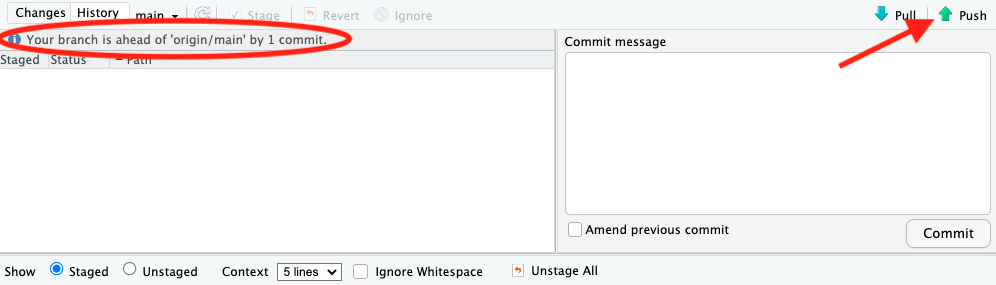 Changes History main Stage Revert Ignore Pull Push
Your branch is ahead of 'origin/main' by 1 commit.
Staged Status Path
Commit message
Amend previous commit
Commit
Show Staged Unstaged Context 5 lines Ignore Whitespace Unstage All